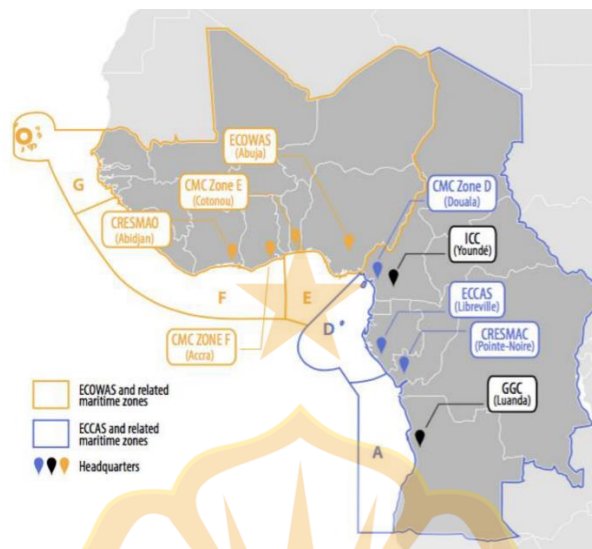 ECOWAS
(Abuja)
CMC Zone E
(Cotonoa)
CMC Zone D
(Douala)
G
CRESMAO
(Abidjan)
ICC
(Youndé)
ECCAS
(Libreville)
F
E
D
CRESMAC
(Pointe-Noire)
CMC ZONE F
(Accra)
GGC
(Luanda)
ECOWAS and related
maritime zones
ECCAS and related
maritime zones
A
Headquarters